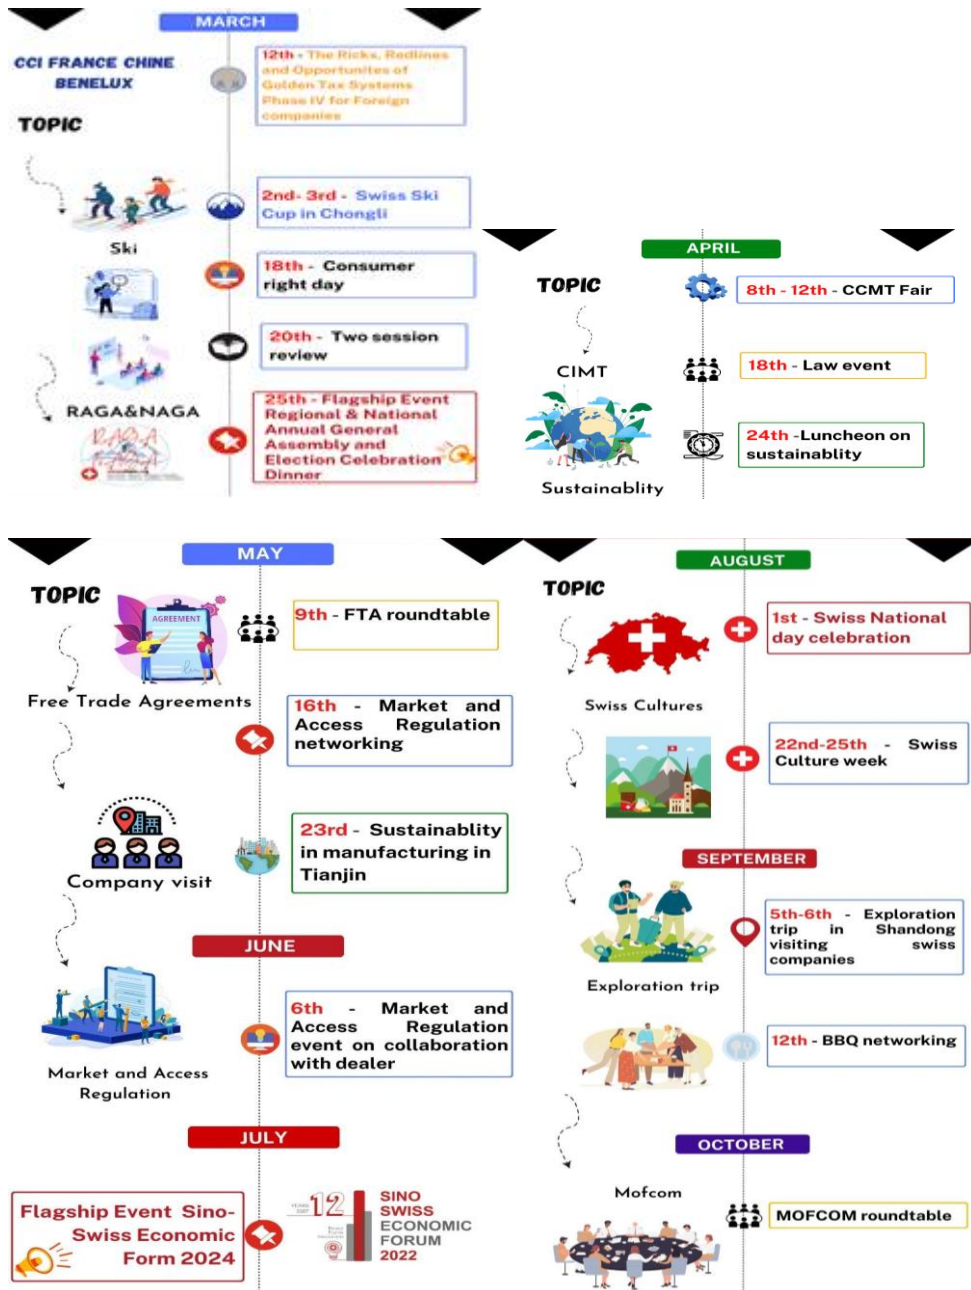 MARCH
CCI FRANCE CHINE
BENELUX
12th - The Ricks, Redlines
and Opportunites of
Golden Tax Systems
Phase IV for Foreign
companies
TOPIC
2nd- 3rd - Swiss Ski
Cup in Chongli
Ski
18th - Consumer
right day
20th - Two session
review
RAGA&NAGA
25th - Flagship Event
Regional & National
Annual General
Assembly and
Election Celebration
Dinner
APRIL
TOPIC
8th - 12th - CCMT Fair
CIMT
18th - Law event
24th -Luncheon on
sustainablity
Sustainablity
MAY
TOPIC
AGREEMENT
9th - FTA roundtable
Free Trade Agreements
16th - Market and
Access Regulation
networking
23rd - Sustainablity
in manufacturing in
Tianjin
Company visit
JUNE
6th - Market and
Access Regulation
event on collaboration
with dealer
Market and Access
Regulation
JULY
Flagship Event Sino-
Swiss Economic
Form 2024
12
SINO
SWISS
ECONOMIC
FORUM
2022
AUGUST
TOPIC
1st - Swiss National
day celebration
Swiss Cultures
22nd-25th - Swiss
Culture week
SEPTEMBER
5th-6th - Exploration
trip in Shandong
visiting swiss
companies
Exploration trip
12th - BBQ networking
OCTOBER
Mofcom
MOFCOM roundtable